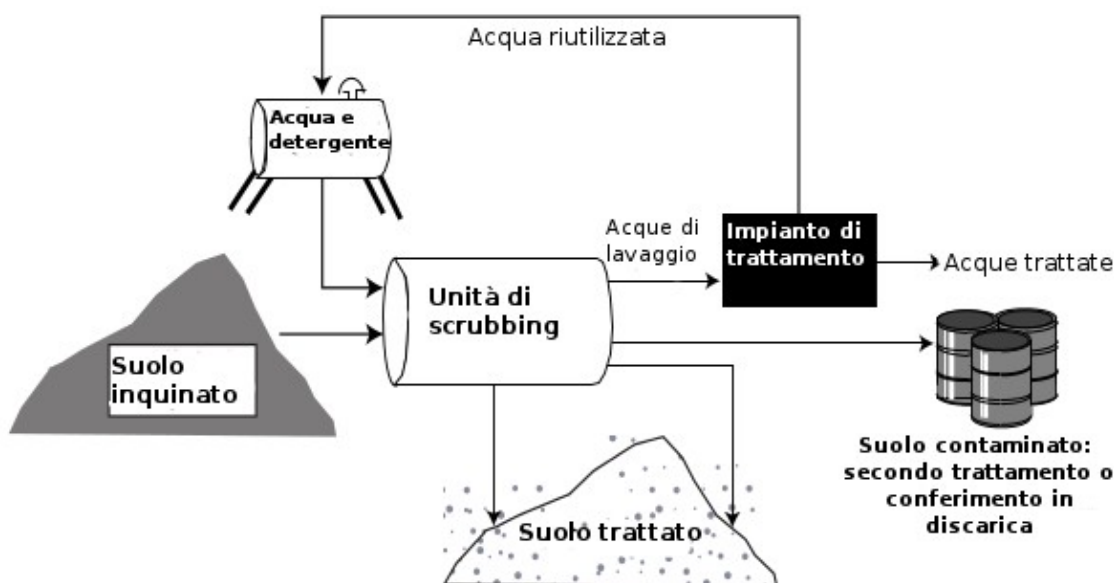 Acqua riutilizzata
Acqua e
detergente
Acque di
lavaggio
Impianto di
trattamento
Acque trattate
Unità di
scrubbing
Suolo
inquinato
Suolo contaminato:
secondo trattamento o
conferimento in
discarica
Suolo trattato